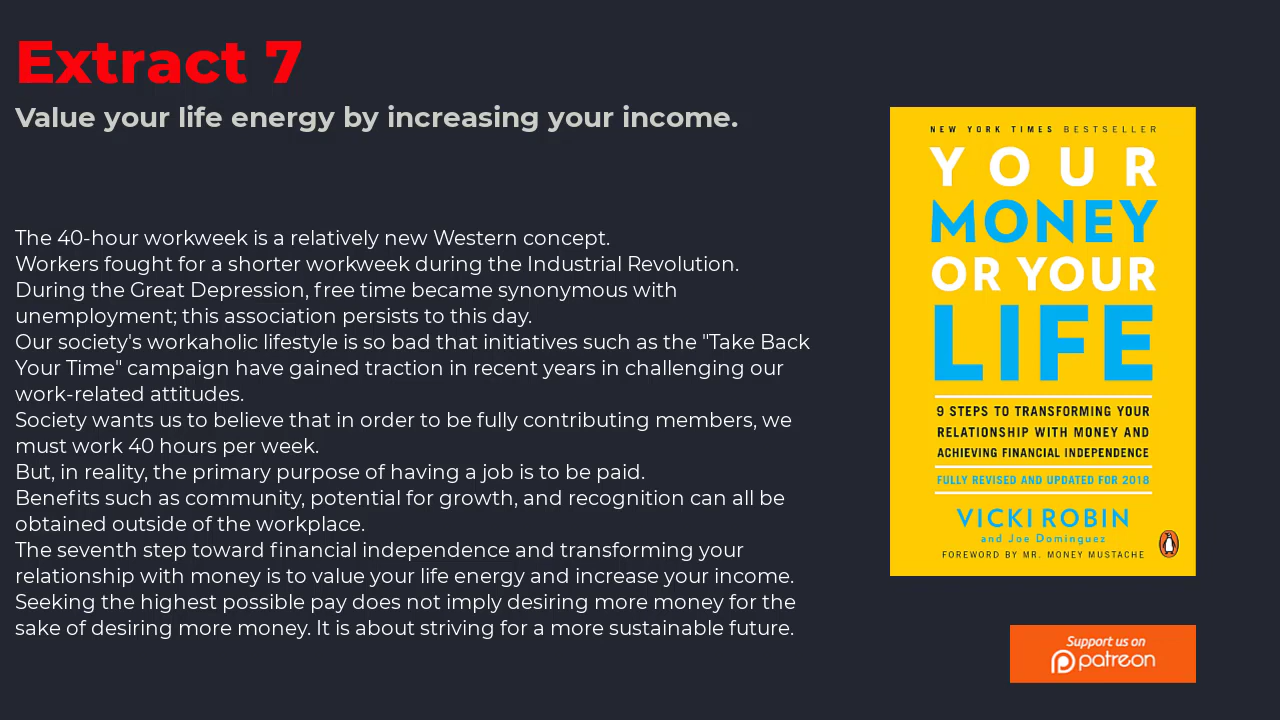 Extract 7
Value your life energy by increasing your income.
The 40-hour workweek is a relatively new Western concept.
Workers fought for a shorter workweek during the Industrial Revolution.
During the Great Depression, free time became synonymous with
unemployment; this association persists to this day.
Our society's workaholic lifestyle is so bad that initiatives such as the "Take Back
Your Time" campaign have gained traction in recent years in challenging our
work-related attitudes.
Society wants us to believe that in order to be fully contributing members, we
must work 40 hours per week.
But, in reality, the primary purpose of having a job is to be paid.
Benefits such as community, potential for growth, and recognition can all be
obtained outside of the workplace.
The seventh step toward financial independence and transforming your
relationship with money is to value your life energy and increase your income.
Seeking the highest possible pay does not imply desiring more money for the
sake of desiring more money. It is about striving for a more sustainable future.
NEW YORK TIMES BESTSELLER
YOUR
MONEY
OR YOUR
LIFE
9 STEPS TO TRANSFORMING YOUR
RELATIONSHIP WITH MONEY AND
ACHIEVING FINANCIAL INDEPENDENCE
FULLY REVISED AND UPDATED FOR 2018
VICKI ROBIN
and Joe Dominguez
FOREWORD BY MR. MONEY MUSTACHE
Support us on
patreon